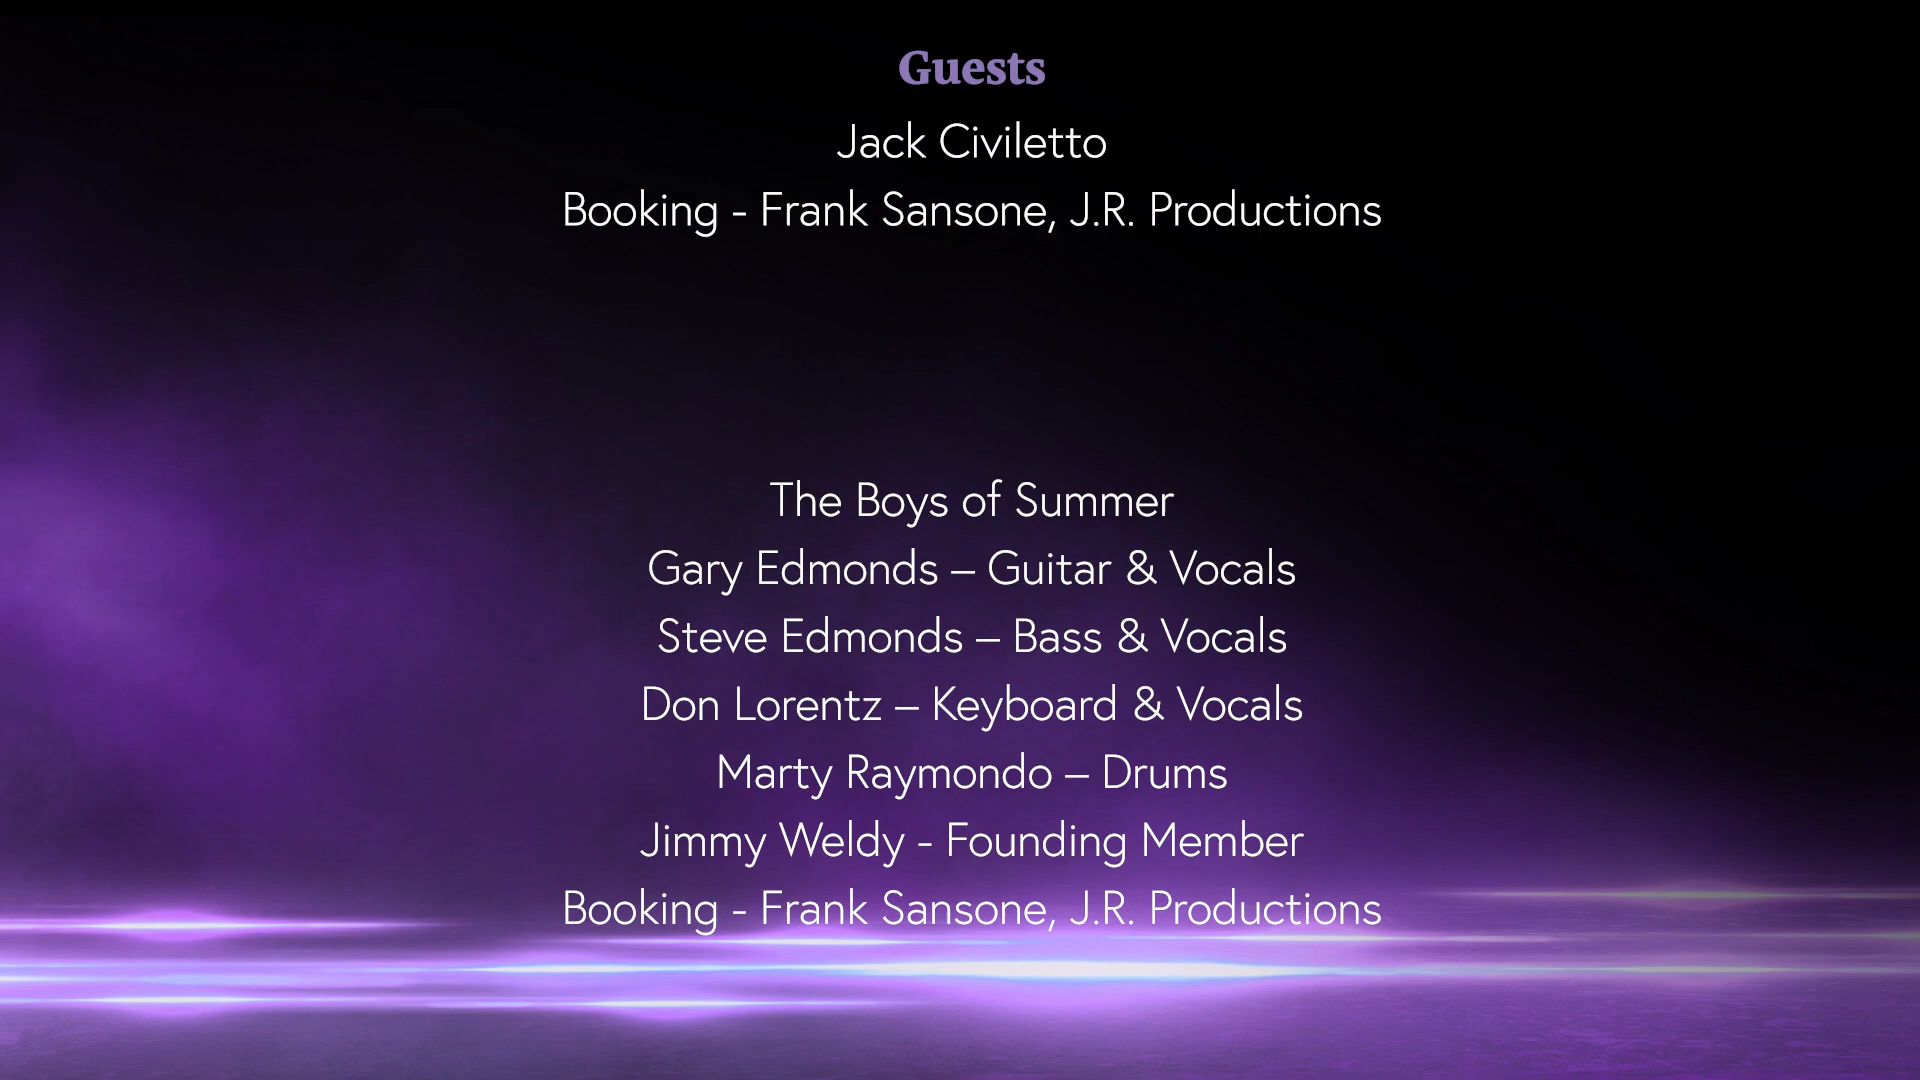 Guests
Jack Civiletto
Booking - Frank Sansone, J.R. Productions
The Boys of Summer
Gary Edmonds – Guitar & Vocals
Steve Edmonds – Bass & Vocals
Don Lorentz – Keyboard & Vocals
Marty Raymondo – Drums
Jimmy Weldy - Founding Member
Booking - Frank Sansone, J.R. Productions